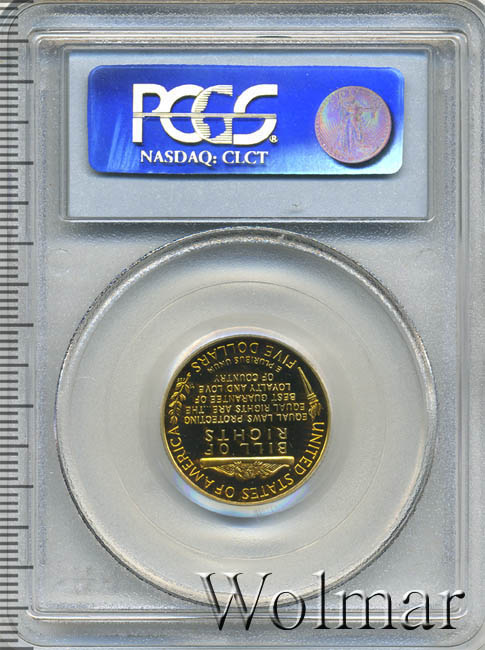 PCGS
NASDAQ: CLCT
BILL OF
RIGHTS
EQUAL LAWS PROTECTING
EQUAL RIGHTS ARE THE
BEST GUARANTEE OF
LOYALTY AND LOVE
OF COUNTRY
E PLURIBUS UNUM
UNITED STATES OF AMERICA
FIVE DOLLARS
Wolmar